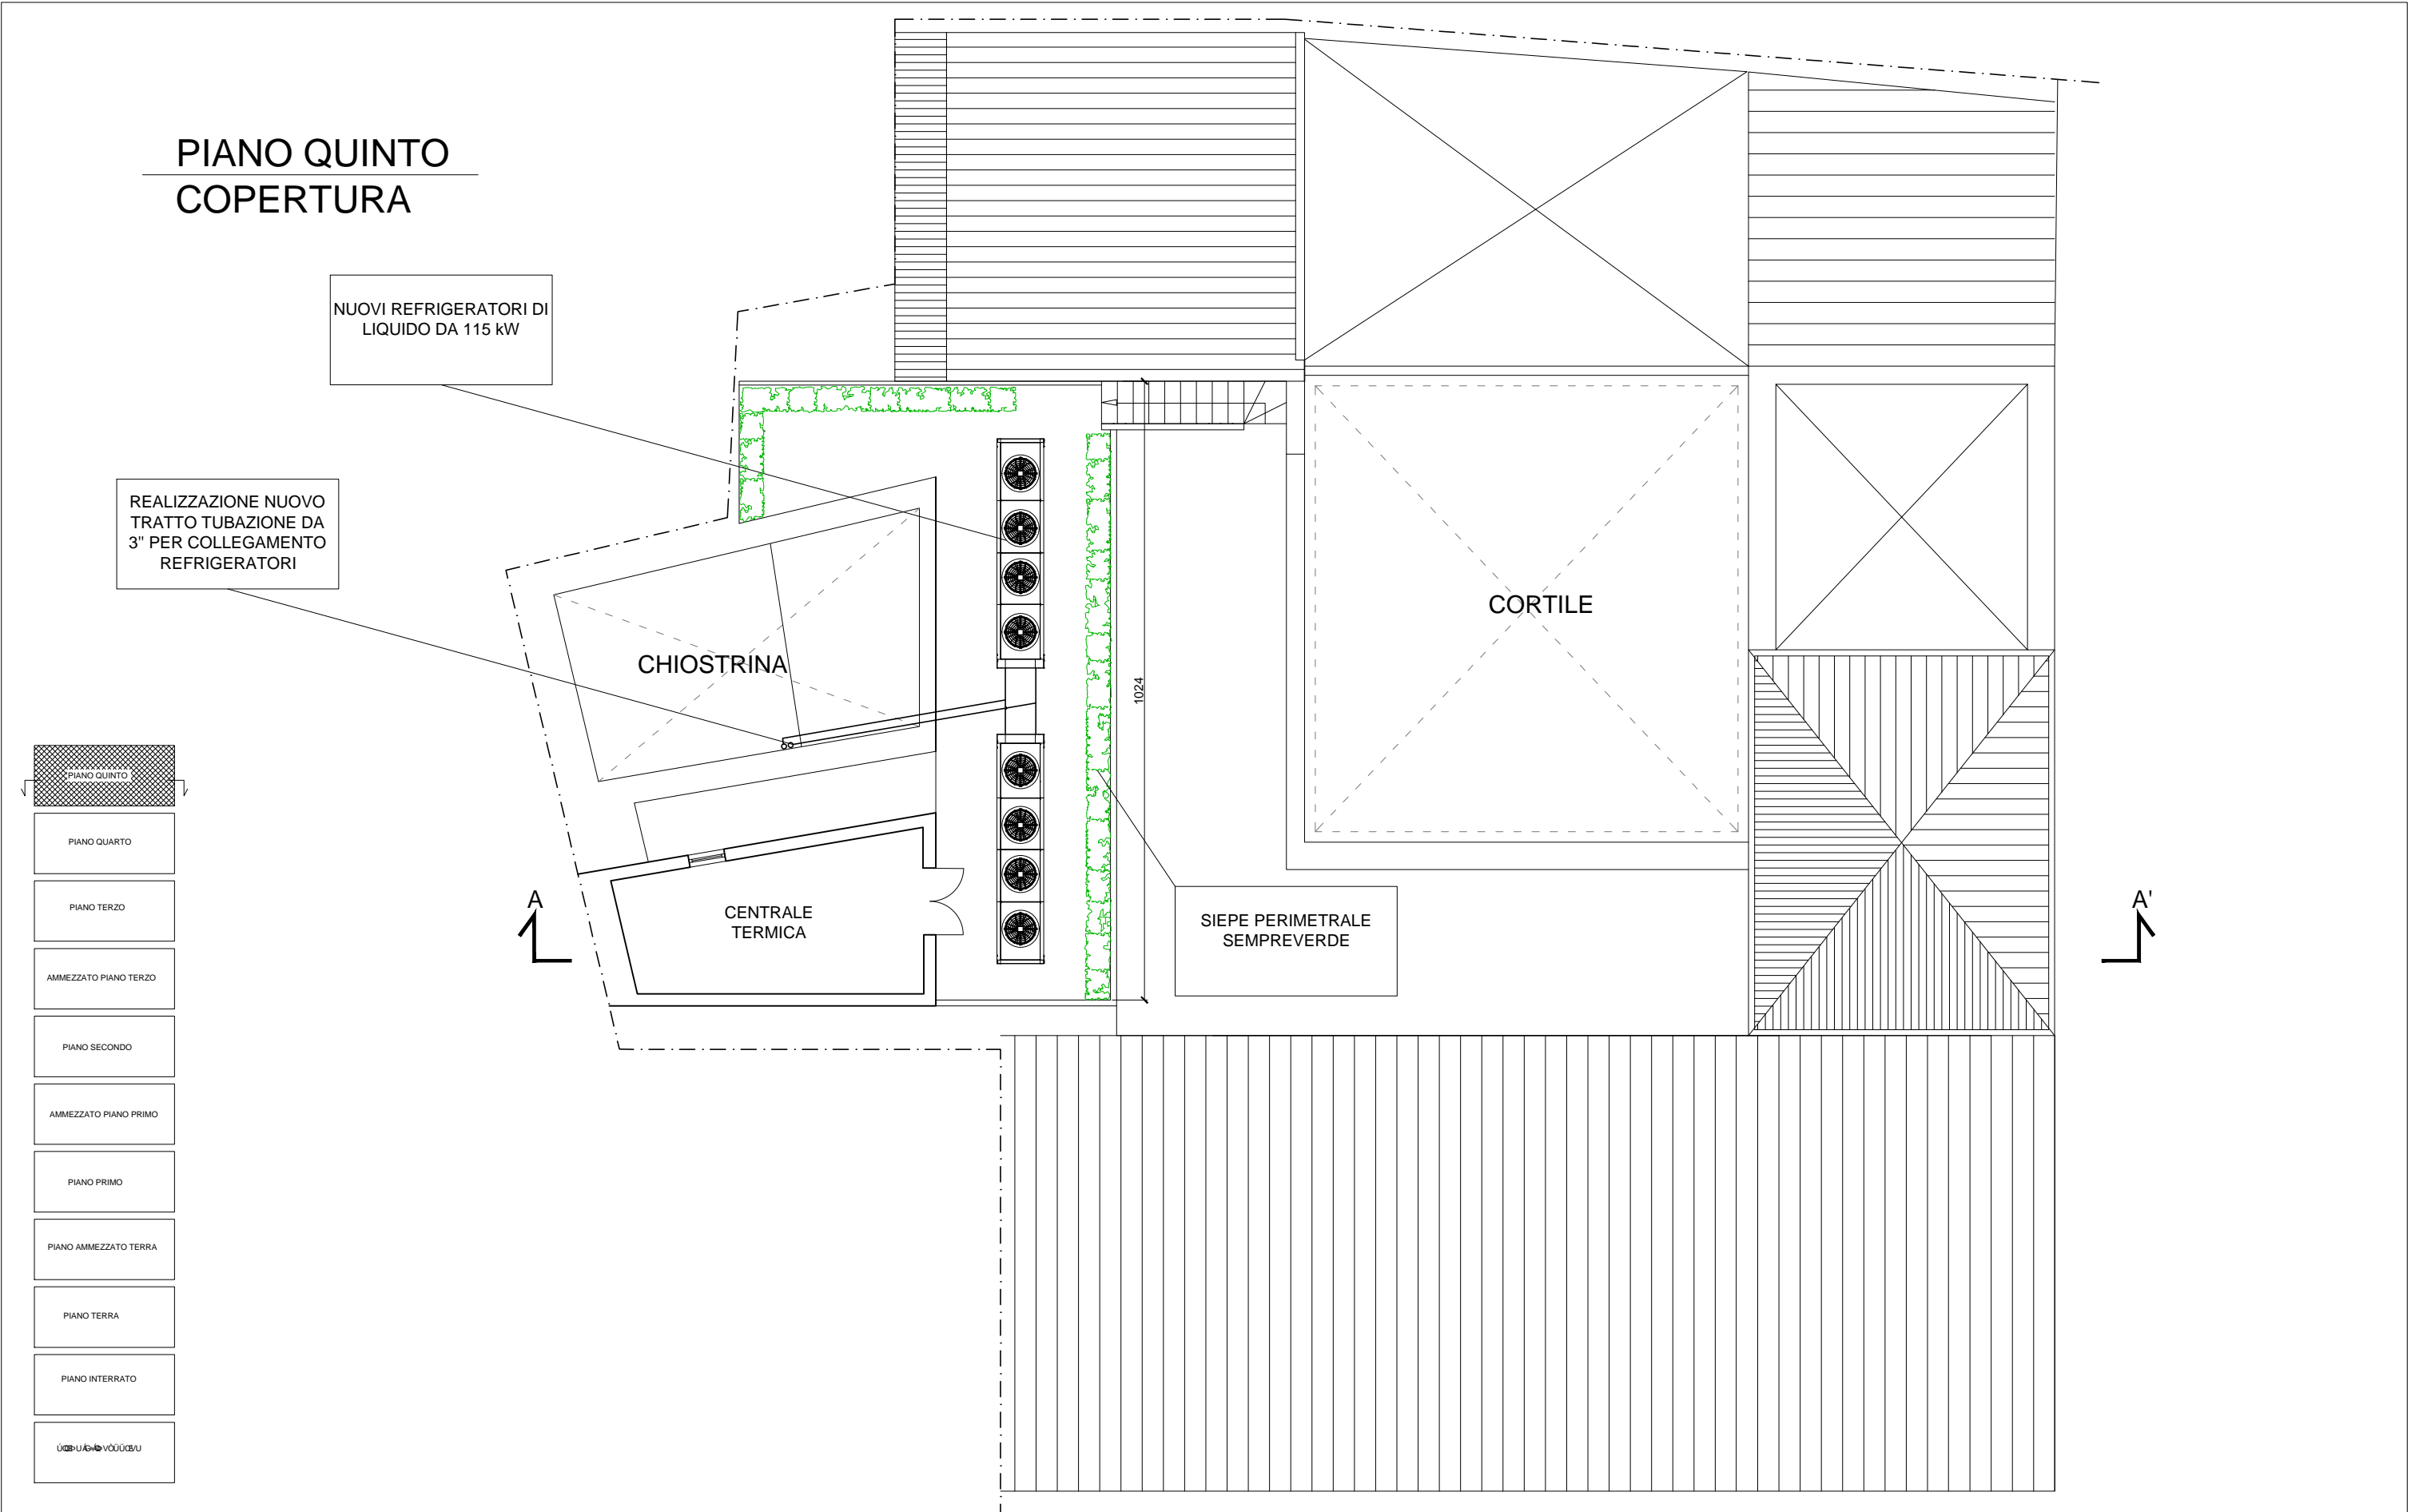 PIANO QUINTO
COPERTURA
NUOVI REFRIGERATORI DI
LIQUIDO DA 115 kW
REALIZZAZIONE NUOVO
TRATTO TUBAZIONE DA
3" PER COLLEGAMENTO
REFRIGERATORI
CHIOSTRINA
CORTILE
1024
CENTRALE
TERMICA
SIEPE PERIMETRALE
SEMPREVERDE
A
A'
PIANO QUINTO
PIANO QUARTO
PIANO TERZO
AMMEZZATO PIANO TERZO
PIANO SECONDO
AMMEZZATO PIANO PRIMO
PIANO PRIMO
PIANO AMMEZZATO TERRA
PIANO TERRA
PIANO INTERRATO